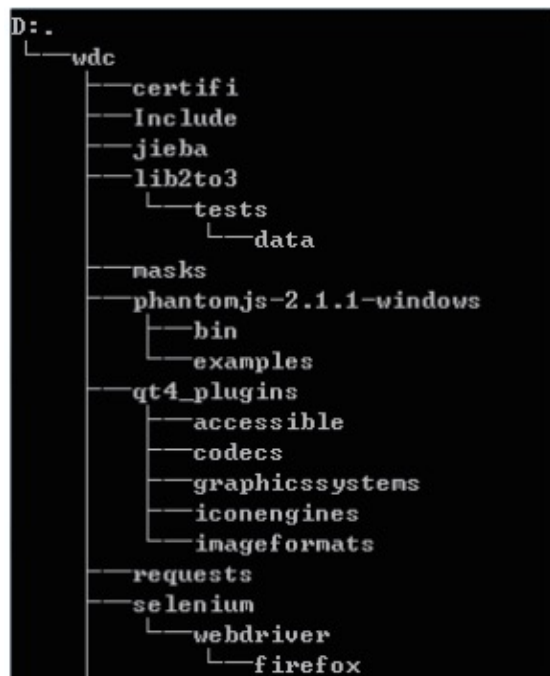 D:.
└──wdc
    ├──certifi
    ├──Include
    ├──jieba
    ├──lib2to3
    │  └──tests
    │      └──data
    ├──masks
    ├──phantomjs-2.1.1-windows
    │  ├──bin
    │  └──examples
    ├──qt4_plugins
    │  ├──accessible
    │  ├──codecs
    │  ├──graphicssystems
    │  ├──iconengines
    │  └──imageformats
    ├──requests
    ├──selenium
    │  └──webdriver
    │      └──firefox